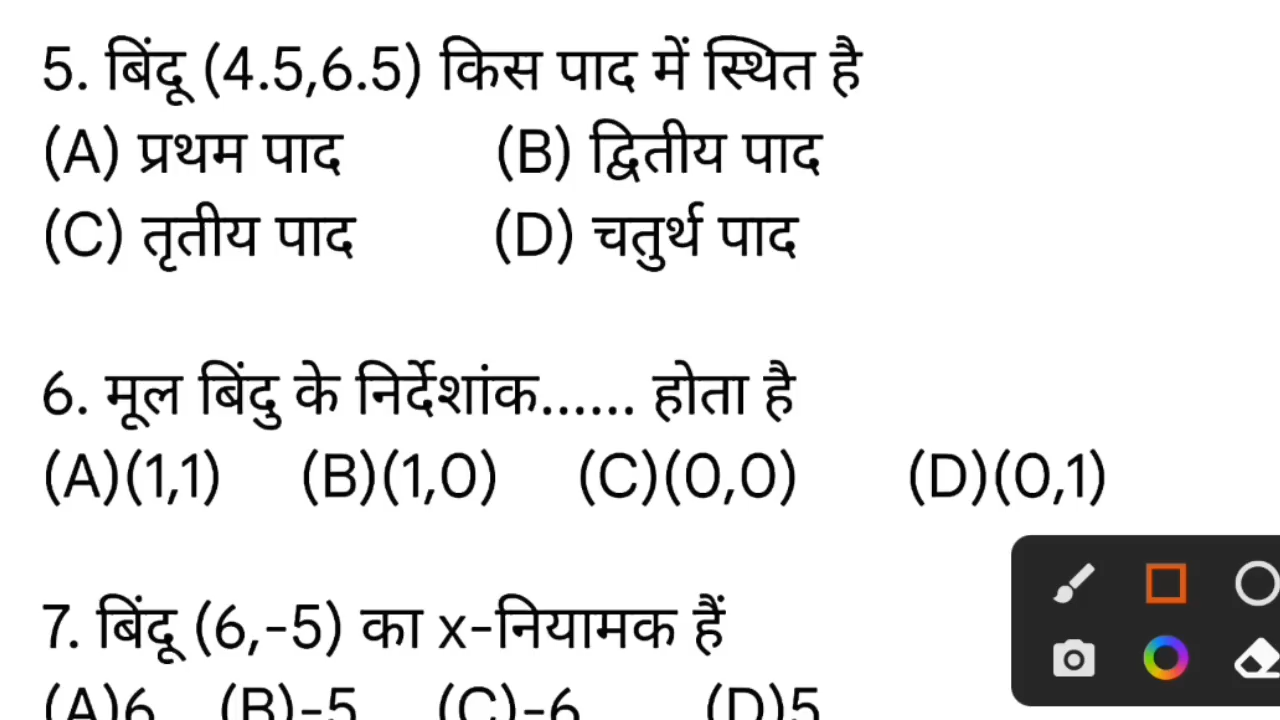 5. बिंदू (4.5,6.5) किस पाद में स्थित है
(A) प्रथम पाद (B) द्वितीय पाद
(C) तृतीय पाद (D) चतुर्थ पाद
6. मूल बिंदु के निर्देशांक...... होता है
(A)(1,1) (B)(1,0) (C)(0,0) (D)(0,1)
7. बिंदू (6,-5) का x-नियामक हैं
(A)6 (B)-5 (C)-6 (D)5